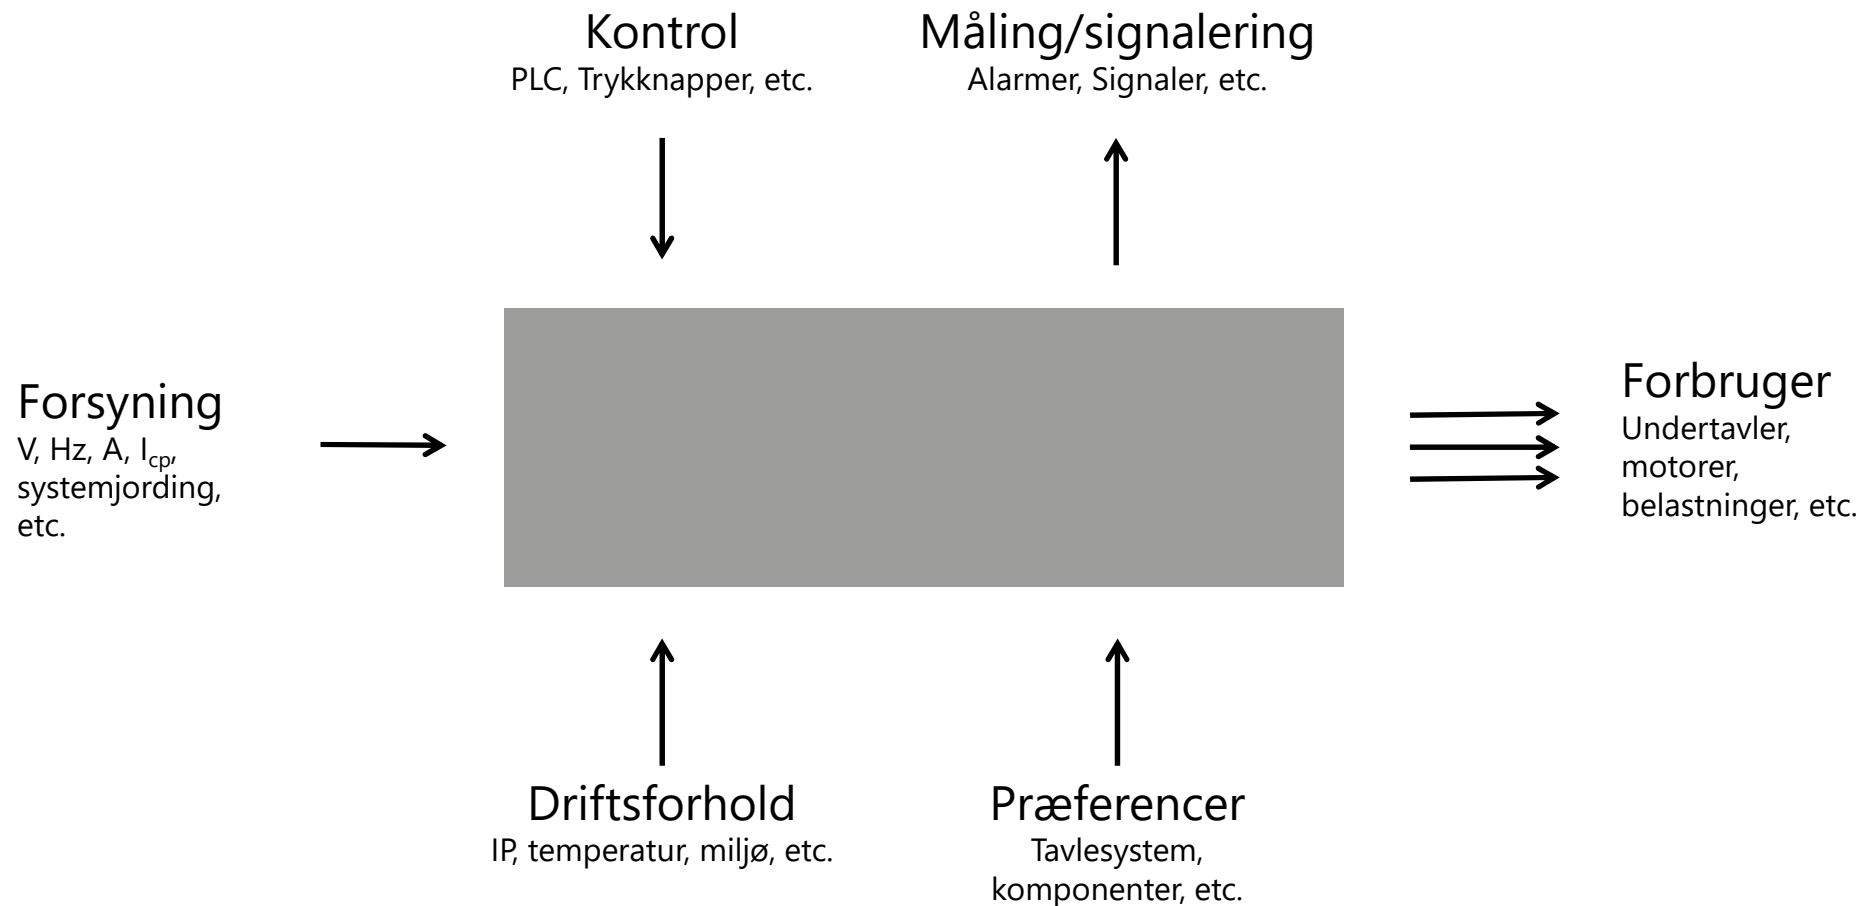 Kontrol
PLC, Trykknapper, etc.
Måling/signalering
Alarmer, Signaler, etc.
Forsyning
V, Hz, A, Icp,
systemjording,
etc.
Forbruger
Undertavler,
motorer,
belastninger, etc.
Driftsforhold
IP, temperatur, miljø, etc.
Præferencer
Tavlesystem,
komponenter, etc.